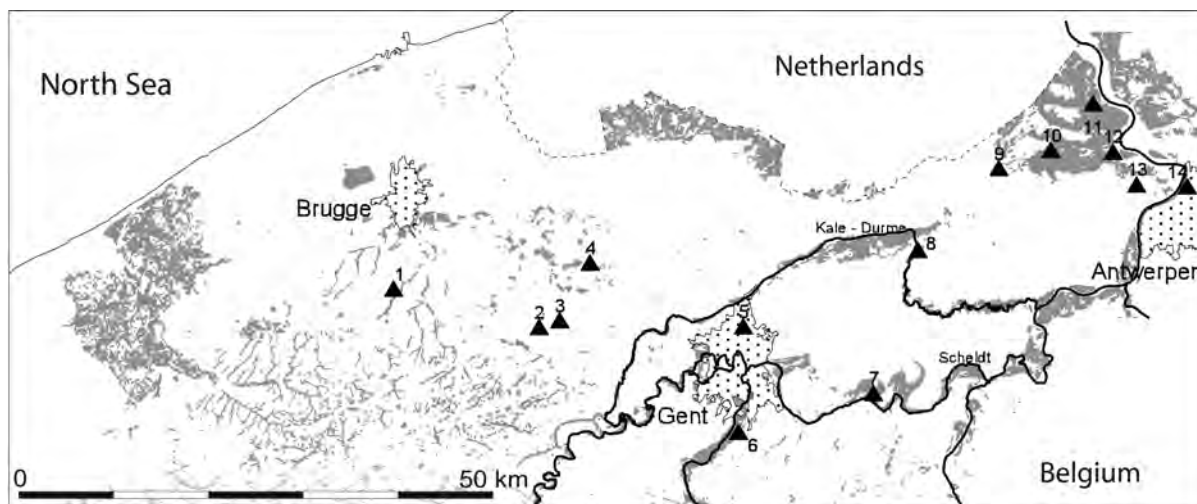 North Sea
Netherlands
11
10
12
9
13
14
Brugge
Kale - Durme
8
4
Antwerpen
1
2
3
5
Scheldt
7
Gent
6
Belgium
0
50 km